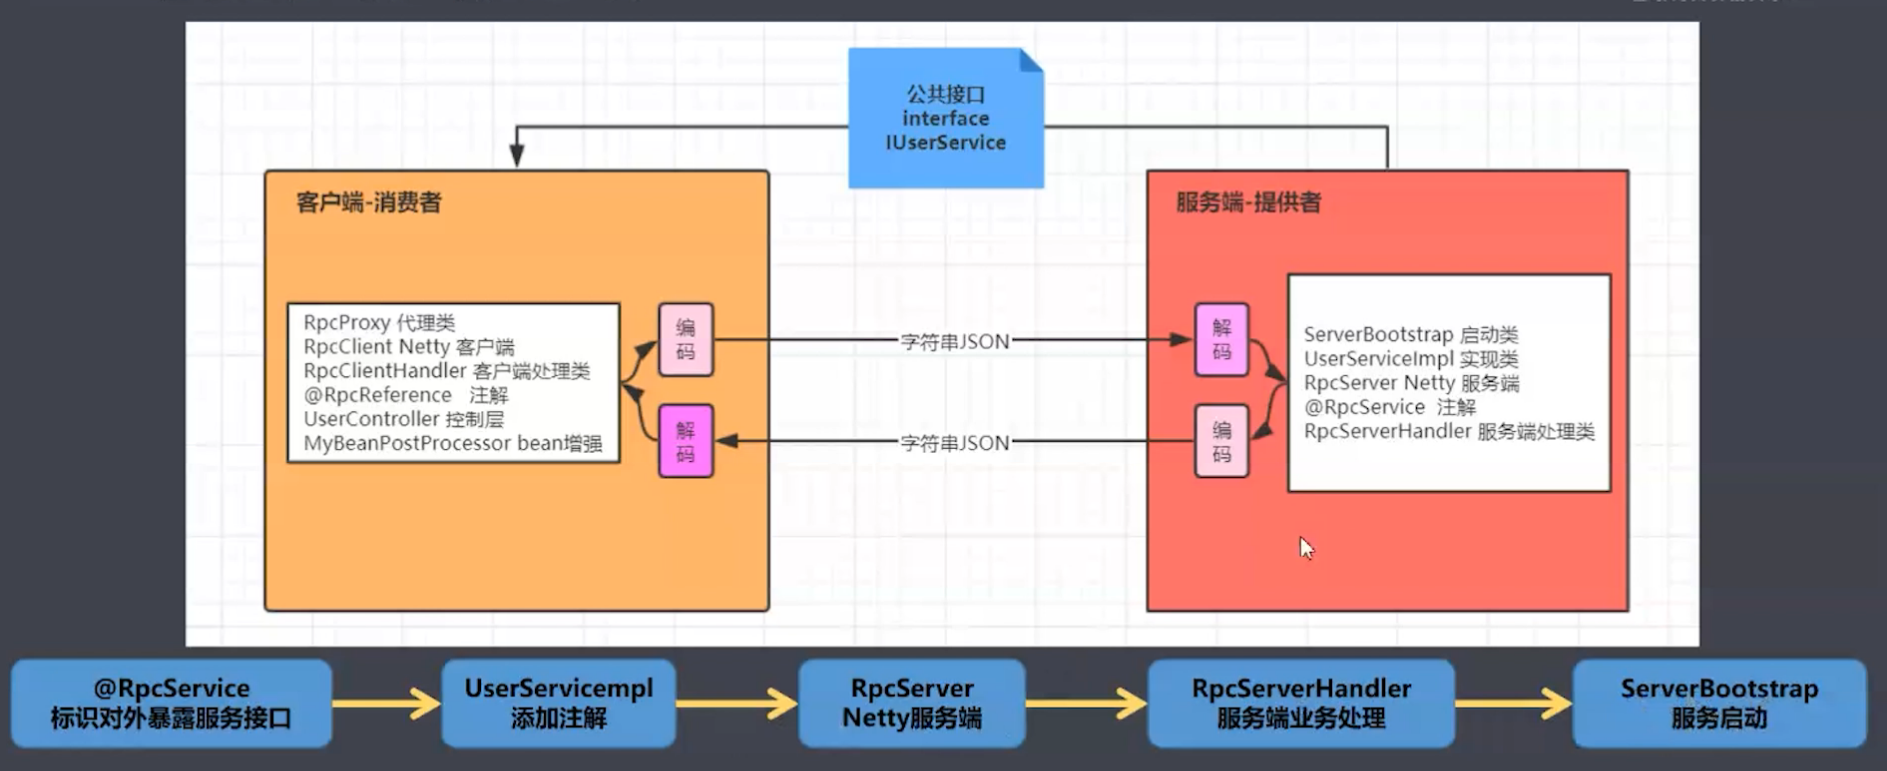 公共接口
interface
IUserService
客户端-消费者
RpcProxy 代理类
RpcClient Netty 客户端
RpcClientHandler 客户端处理类
@RpcReference 注解
UserController 控制层
MyBeanPostProcessor bean增强
编
码
解
码
字符串JSON
字符串JSON
服务端-提供者
解
码
编
码
ServerBootstrap 启动类
UserServiceImpl 实现类
RpcServer Netty 服务端
@RpcService 注解
RpcServerHandler 服务端处理类
@RpcService
标识对外暴露服务接口
UserServicempl
添加注解
RpcServer
Netty服务端
RpcServerHandler
服务端业务处理
ServerBootstrap
服务启动